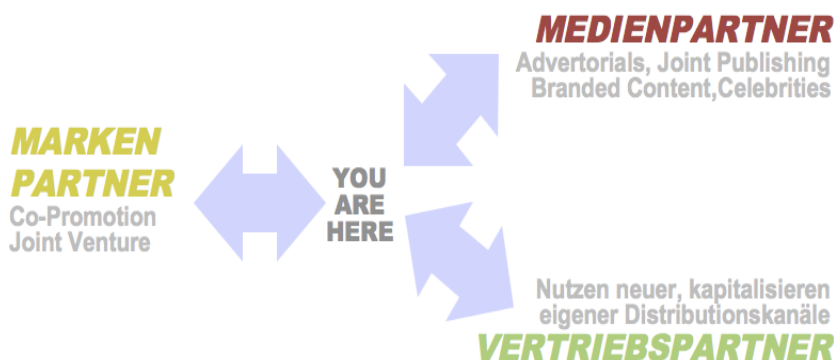 MEDIENPARTNER
Advertorials, Joint Publishing
Branded Content,Celebrities
MARKEN
PARTNER
Co-Promotion
Joint Venture
YOU
ARE
HERE
Nutzen neuer, kapitalisieren
eigener Distributionskanäle
VERTRIEBSPARTNER